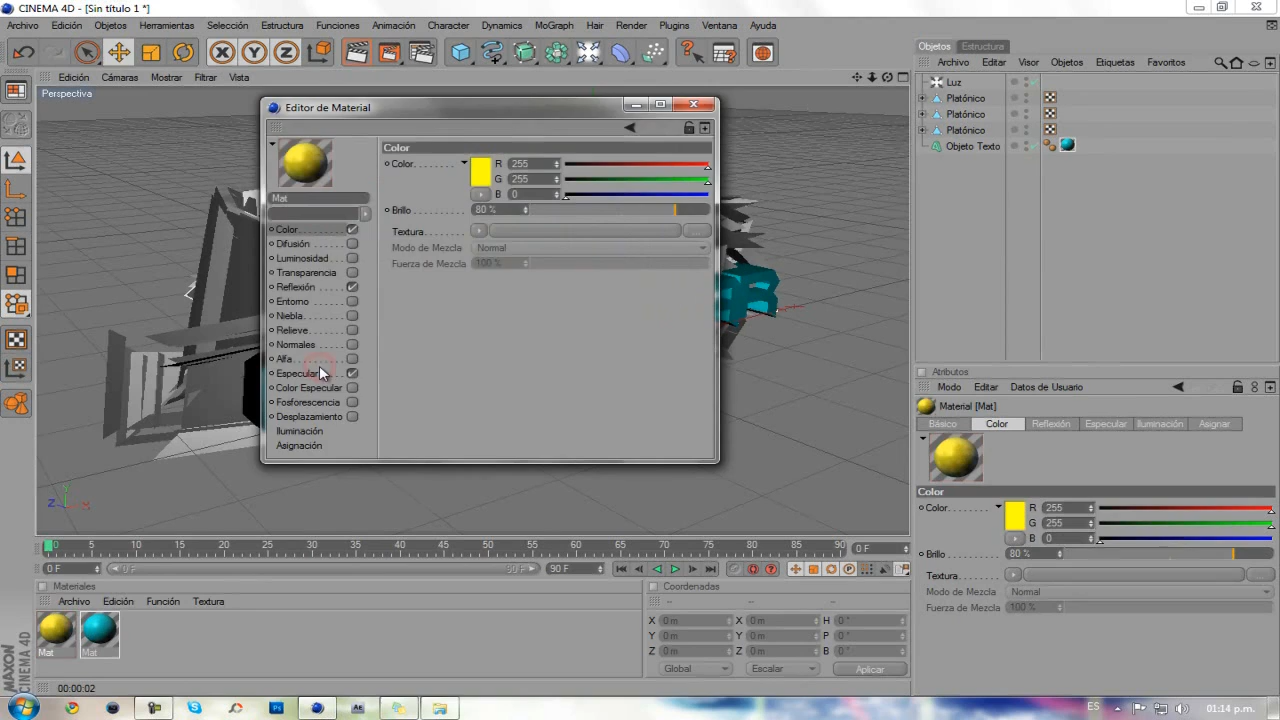 CINEMA 4D - [Sin título 1 *]
Archivo Edición Objetos Herramientas Selección Estructura Funciones Animación Character Dynamics MoGraph Hair Render Plugins Ventana Ayuda
Objetos Estructura
Archivo Editar Visor Objetos Etiquetas Favoritos
Edición Cámaras Mostrar Filtrar Vista
Perspectiva
Luz
Platónico
Platónico
Platónico
Objeto Texto
Editor de Material
Mat
Color
Difusión
Luminosidad
Transparencia
Reflexión
Entorno
Niebla
Relieve
Normales
Alfa
Especular
Color Especular
Fosforescencia
Desplazamiento
Iluminación
Asignación
Color
Color R 255
G 255
B 0
Brillo 80 %
Textura ...
Modo de Mezcla Normal
Fuerza de Mezcla 100 %
Atributos
Modo Editar Datos de Usuario
Material [Mat]
Básico Color Reflexión Especular Iluminación Asignar
Color
Color R 255
G 255
B 0
Brillo 80 %
Textura
Modo de Mezcla Normal
Fuerza de Mezcla 100 %
Z Y X
0 5 10 15 20 25 30 35 40 45 50 55 60 65 70 75 80 85 90 0 F
0 F 0 F 90 F 90 F
Materiales
Archivo Edición Función Textura
Mat Mat
Coordenadas
-- -- --
X 0 m X 0 m H 0 °
Y 0 m Y 0 m P 0 °
Z 0 m Z 0 m B 0 °
Global Escalar Aplicar
MAXON CINEMA 4D
00:00:02
ES 01:14 p.m.